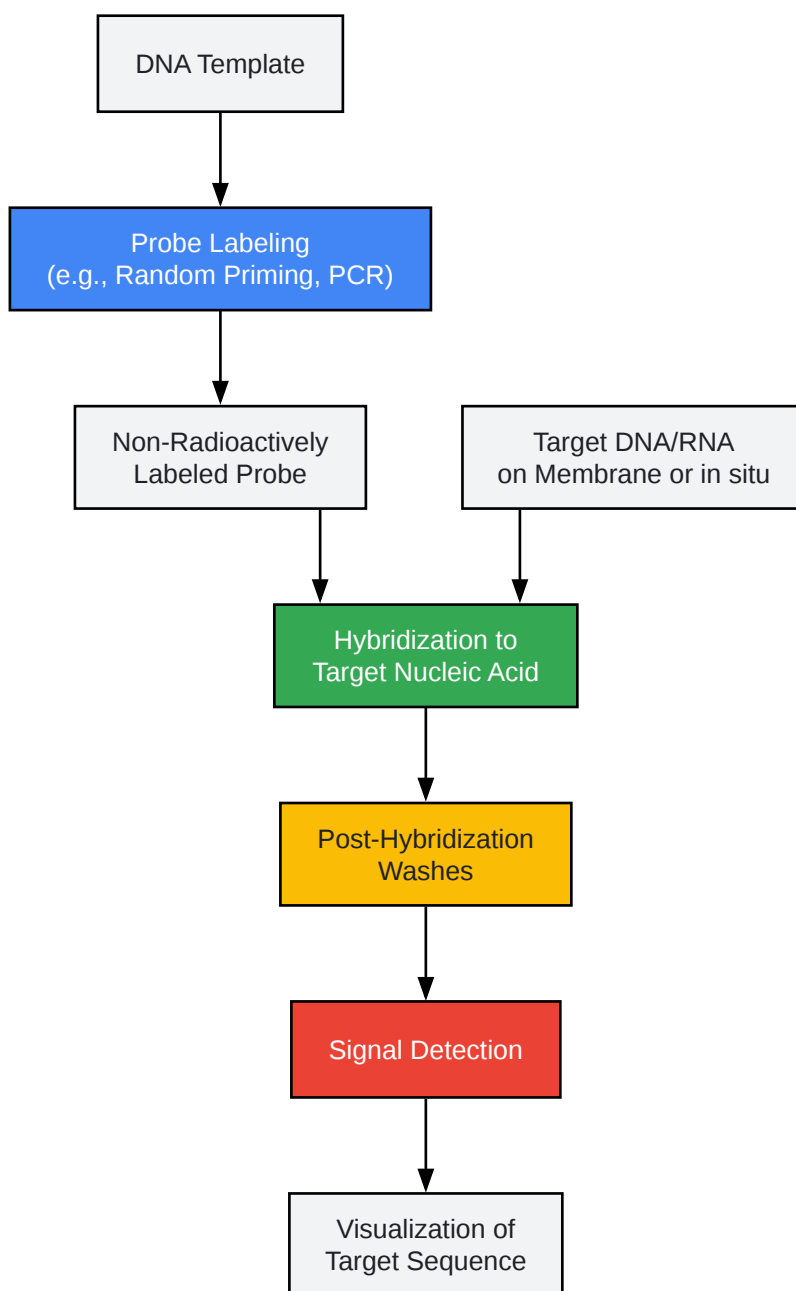 DNA Template
Probe Labeling
(e.g., Random Priming, PCR)
Non-Radioactively
Labeled Probe
Target DNA/RNA
on Membrane or in situ
Hybridization to
Target Nucleic Acid
Post-Hybridization
Washes
Signal Detection
Visualization of
Target Sequence